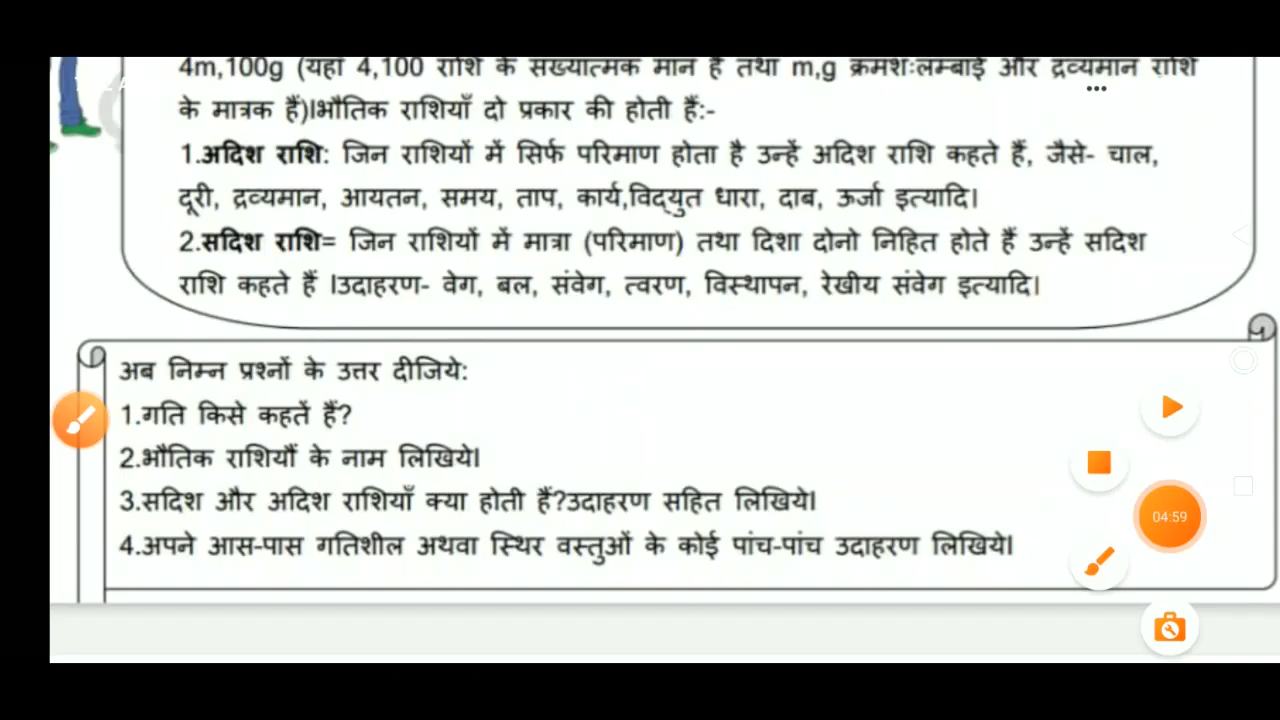 4m,100g (यहाँ 4,100 राशि के संख्यात्मक मान हैं तथा m,g क्रमशःलम्बाई और द्रव्यमान राशि
के मात्रक हैं)।भौतिक राशियाँ दो प्रकार की होती हैं:-
1.अदिश राशि: जिन राशियों में सिर्फ परिमाण होता है उन्हें अदिश राशि कहते हैं, जैसे- चाल,
दूरी, द्रव्यमान, आयतन, समय, ताप, कार्य,विद्युत धारा, दाब, ऊर्जा इत्यादि।
2.सदिश राशि= जिन राशियों में मात्रा (परिमाण) तथा दिशा दोनो निहित होते हैं उन्हें सदिश
राशि कहते हैं ।उदाहरण- वेग, बल, संवेग, त्वरण, विस्थापन, रेखीय संवेग इत्यादि।
अब निम्न प्रश्नों के उत्तर दीजिये:
1.गति किसे कहतें हैं?
2.भौतिक राशियौं के नाम लिखिये।
3.सदिश और अदिश राशियाँ क्या होती हैं?उदाहरण सहित लिखिये।
4.अपने आस-पास गतिशील अथवा स्थिर वस्तुओं के कोई पांच-पांच उदाहरण लिखिये।
04:59